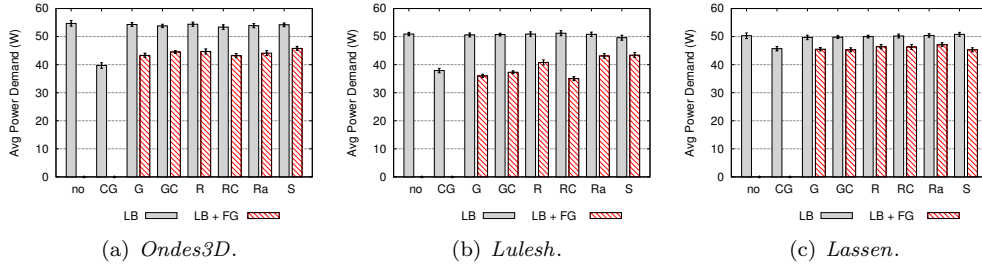 Avg Power Demand (W)
60
50
40
30
20
10
0
no CG G GC R RC Ra S
LB LB + FG
(a) Ondes3D.
Avg Power Demand (W)
60
50
40
30
20
10
0
no CG G GC R RC Ra S
LB LB + FG
(b) Lulesh.
Avg Power Demand (W)
60
50
40
30
20
10
0
no CG G GC R RC Ra S
LB LB + FG
(c) Lassen.